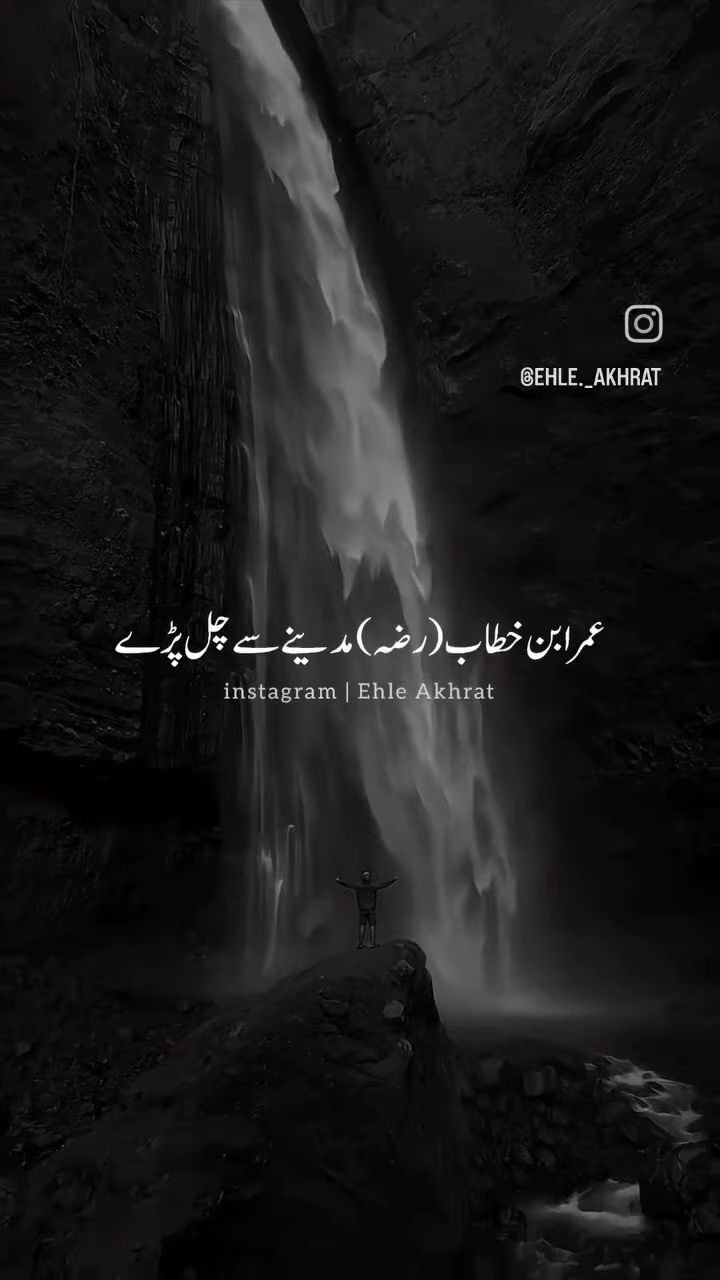 @EHLE._AKHRAT
عمر ابن خطاب (رضہ) مدینے سے چل پڑے
instagram | Ehle Akhrat